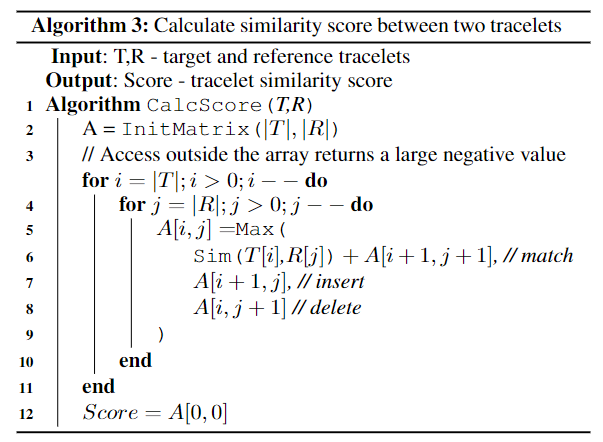 Algorithm 3: Calculate similarity score between two tracelets
Input: T,R - target and reference tracelets
Output: Score - tracelet similarity score
1 Algorithm CalcScore(T,R)
2 A = InitMatrix(|T|, |R|)
3 // Access outside the array returns a large negative value
for i = |T|; i > 0; i − − do
4 for j = |R|; j > 0; j − − do
5 A[i, j] =Max(
6 Sim(T[i],R[j]) + A[i + 1, j + 1], // match
7 A[i + 1, j], // insert
8 A[i, j + 1] // delete
9 )
10 end
11 end
12 Score = A[0, 0]